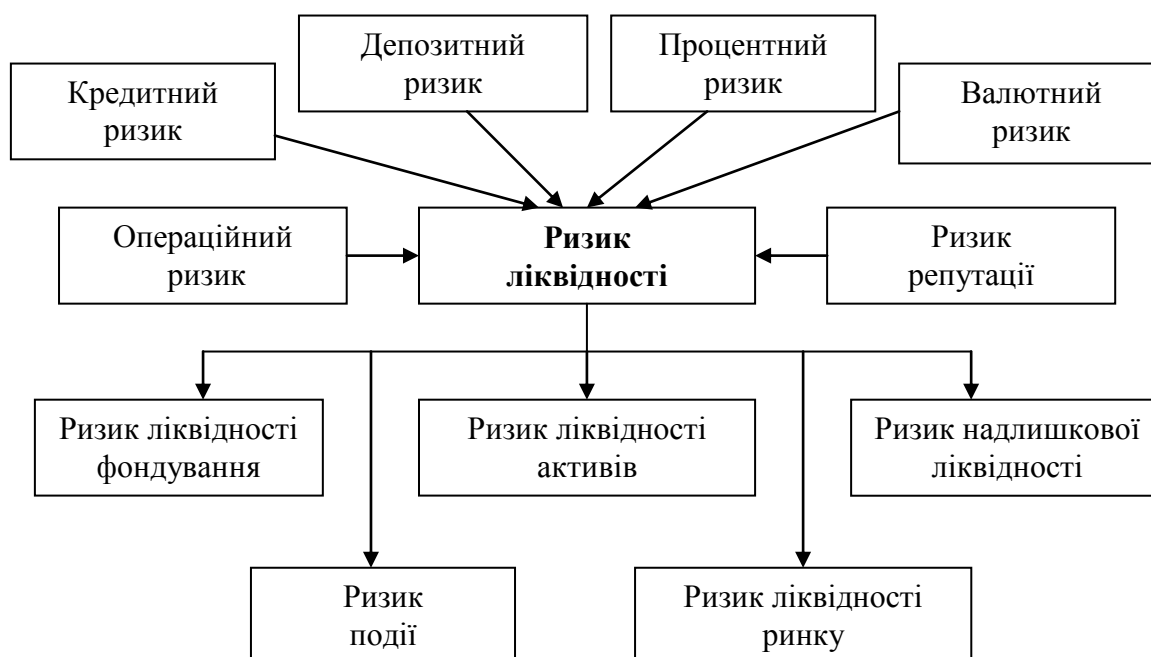 Кредитний
ризик
Депозитний
ризик
Процентний
ризик
Валютний
ризик
Операційний
ризик
Ризик
ліквідності
Ризик
репутації
Ризик ліквідності
фондування
Ризик ліквідності
активів
Ризик надлишкової
ліквідності
Ризик
події
Ризик ліквідності
ринку